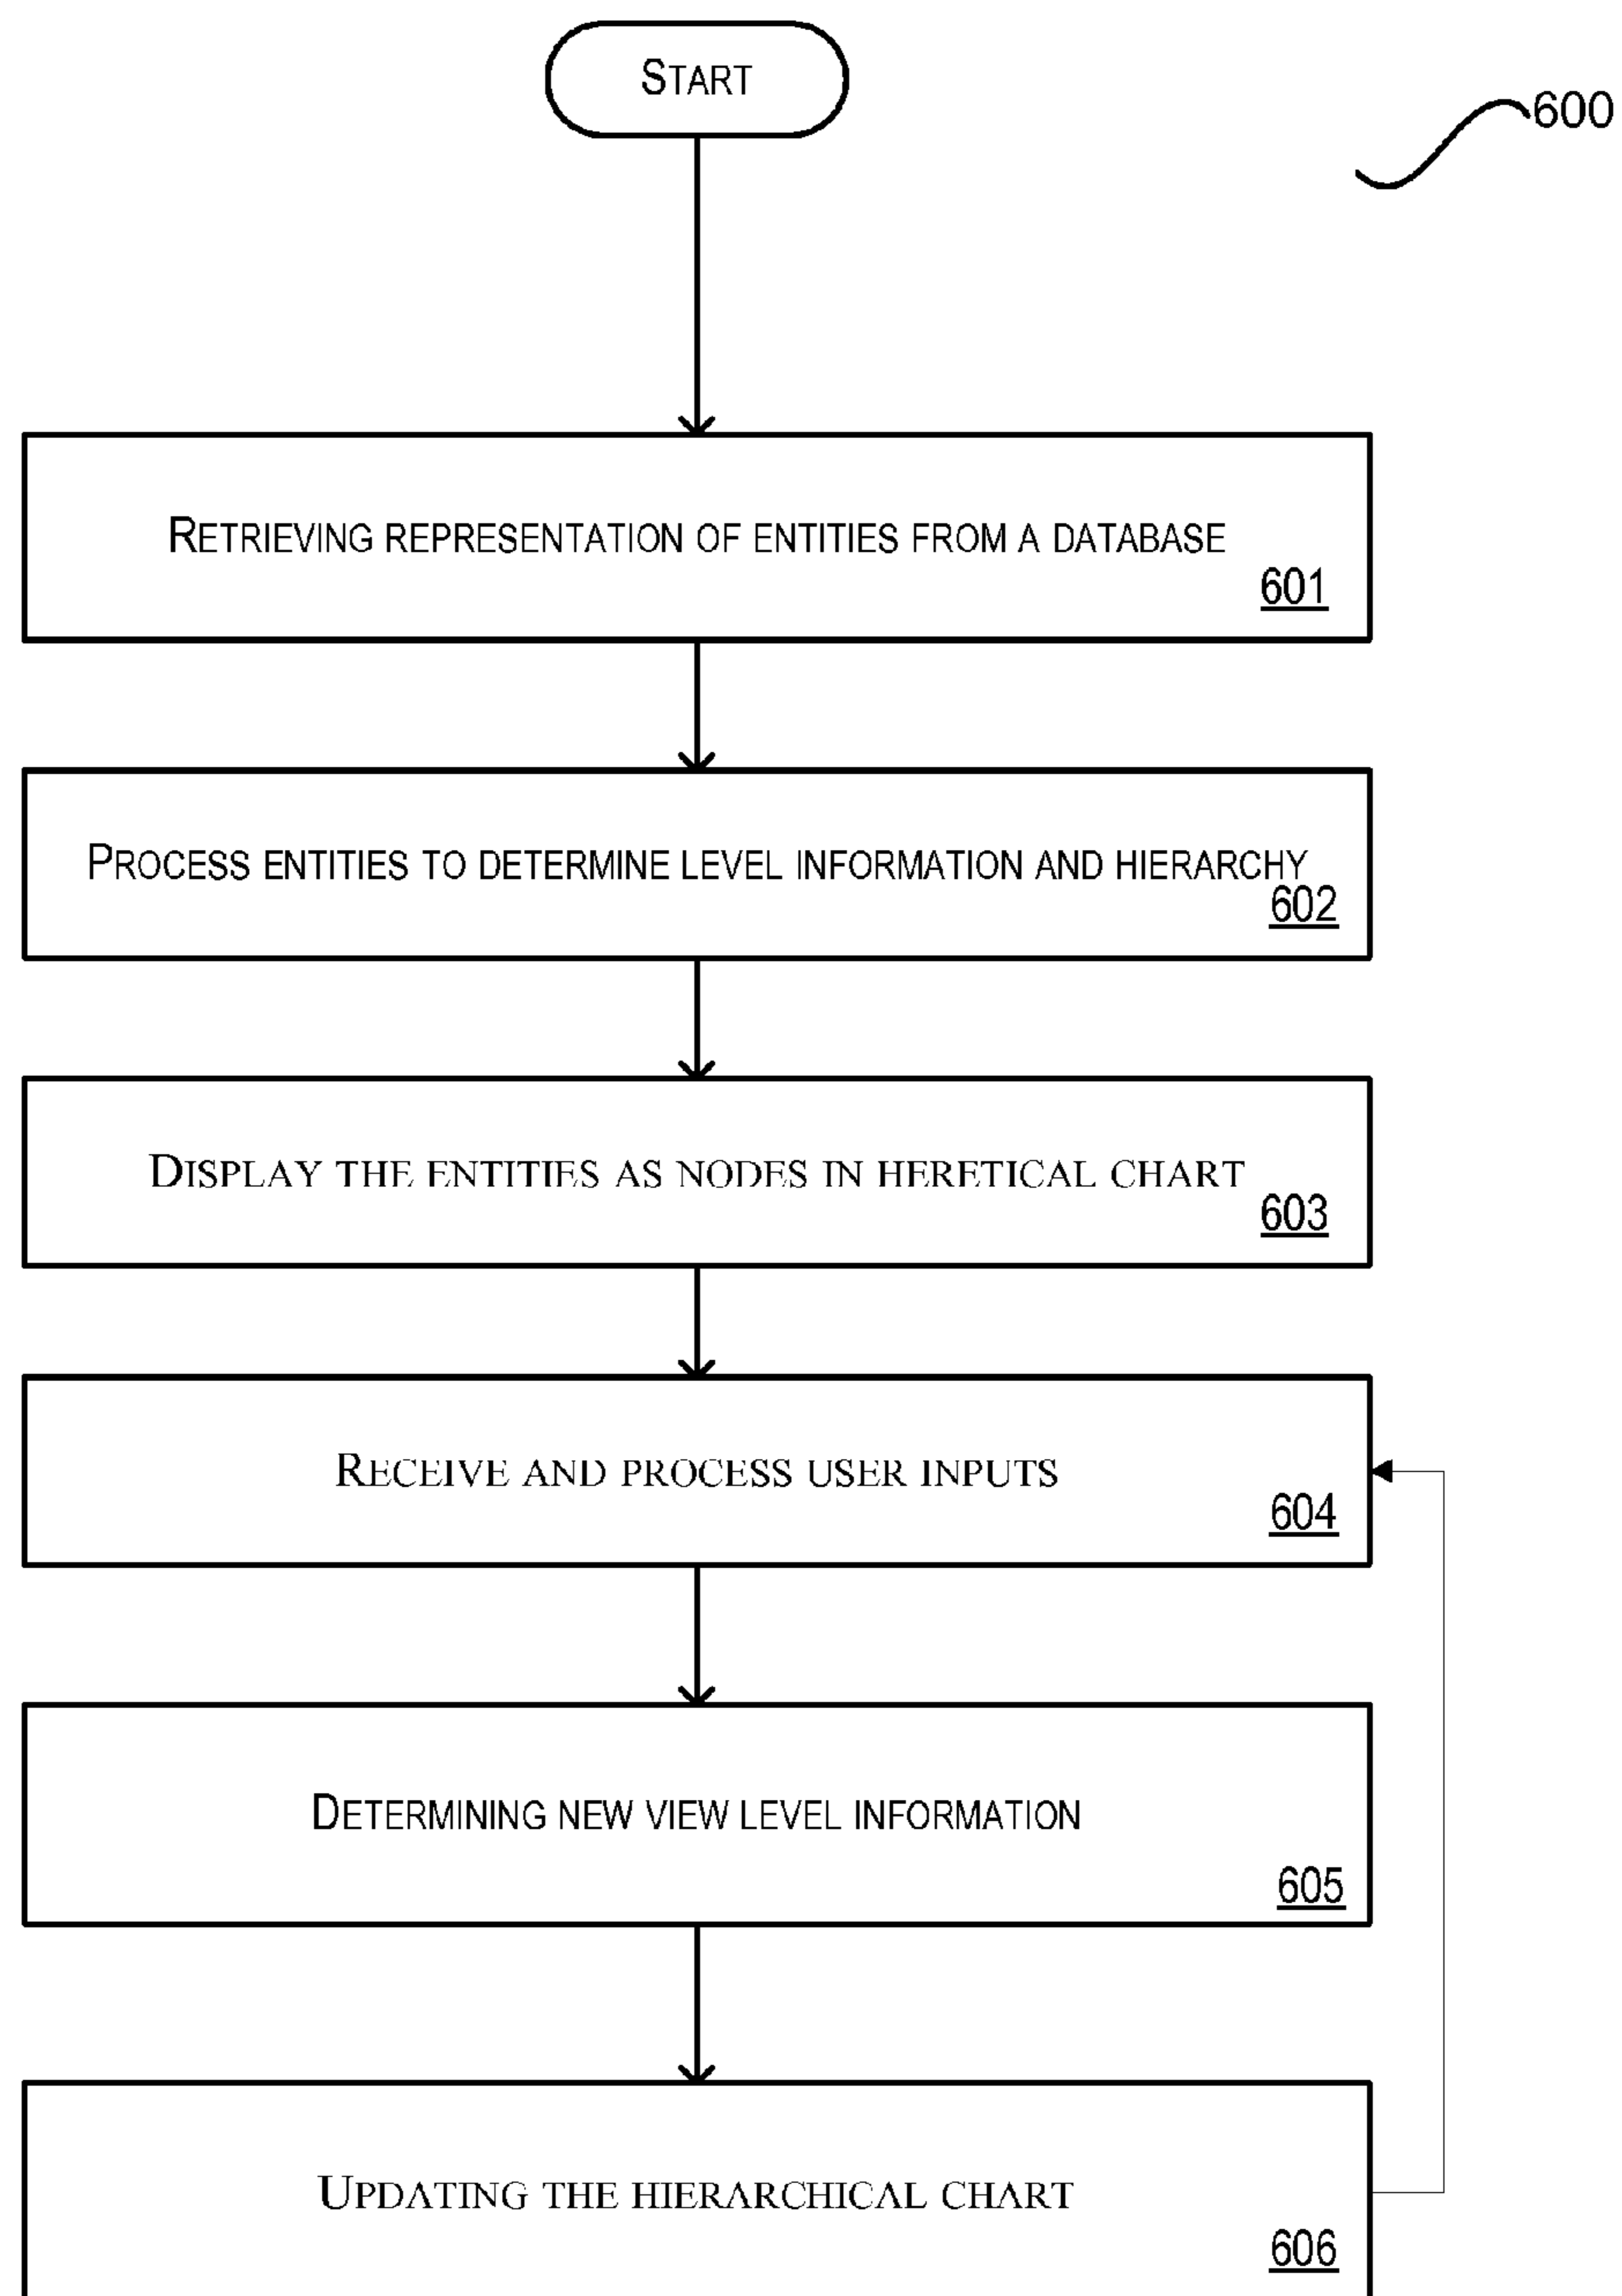 START
600
RETRIEVING REPRESENTATION OF ENTITIES FROM A DATABASE
601
PROCESS ENTITIES TO DETERMINE LEVEL INFORMATION AND HIERARCHY
602
DISPLAY THE ENTITIES AS NODES IN HERETICAL CHART
603
RECEIVE AND PROCESS USER INPUTS
604
DETERMINING NEW VIEW LEVEL INFORMATION
605
UPDATING THE HIERARCHICAL CHART
606